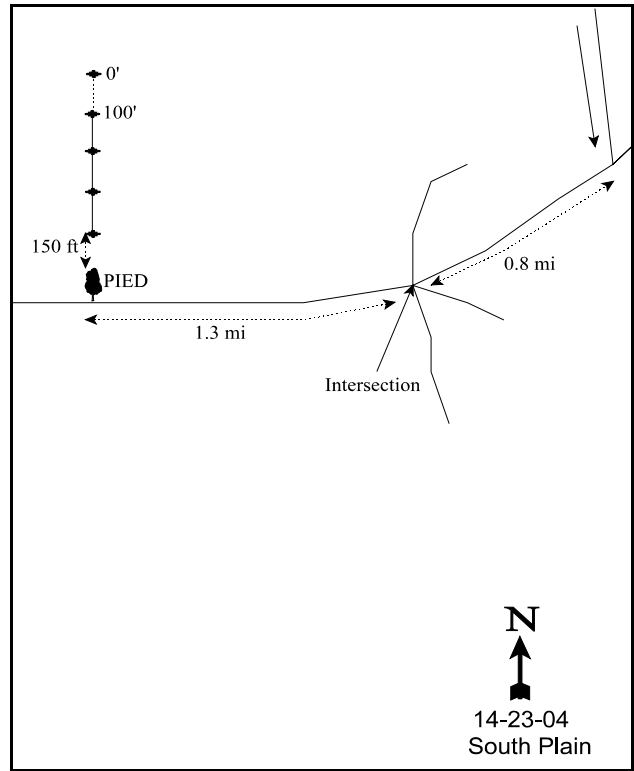 0'
100'
150 ft
PIED
0.8 mi
1.3 mi
Intersection
N
14-23-04
South Plain